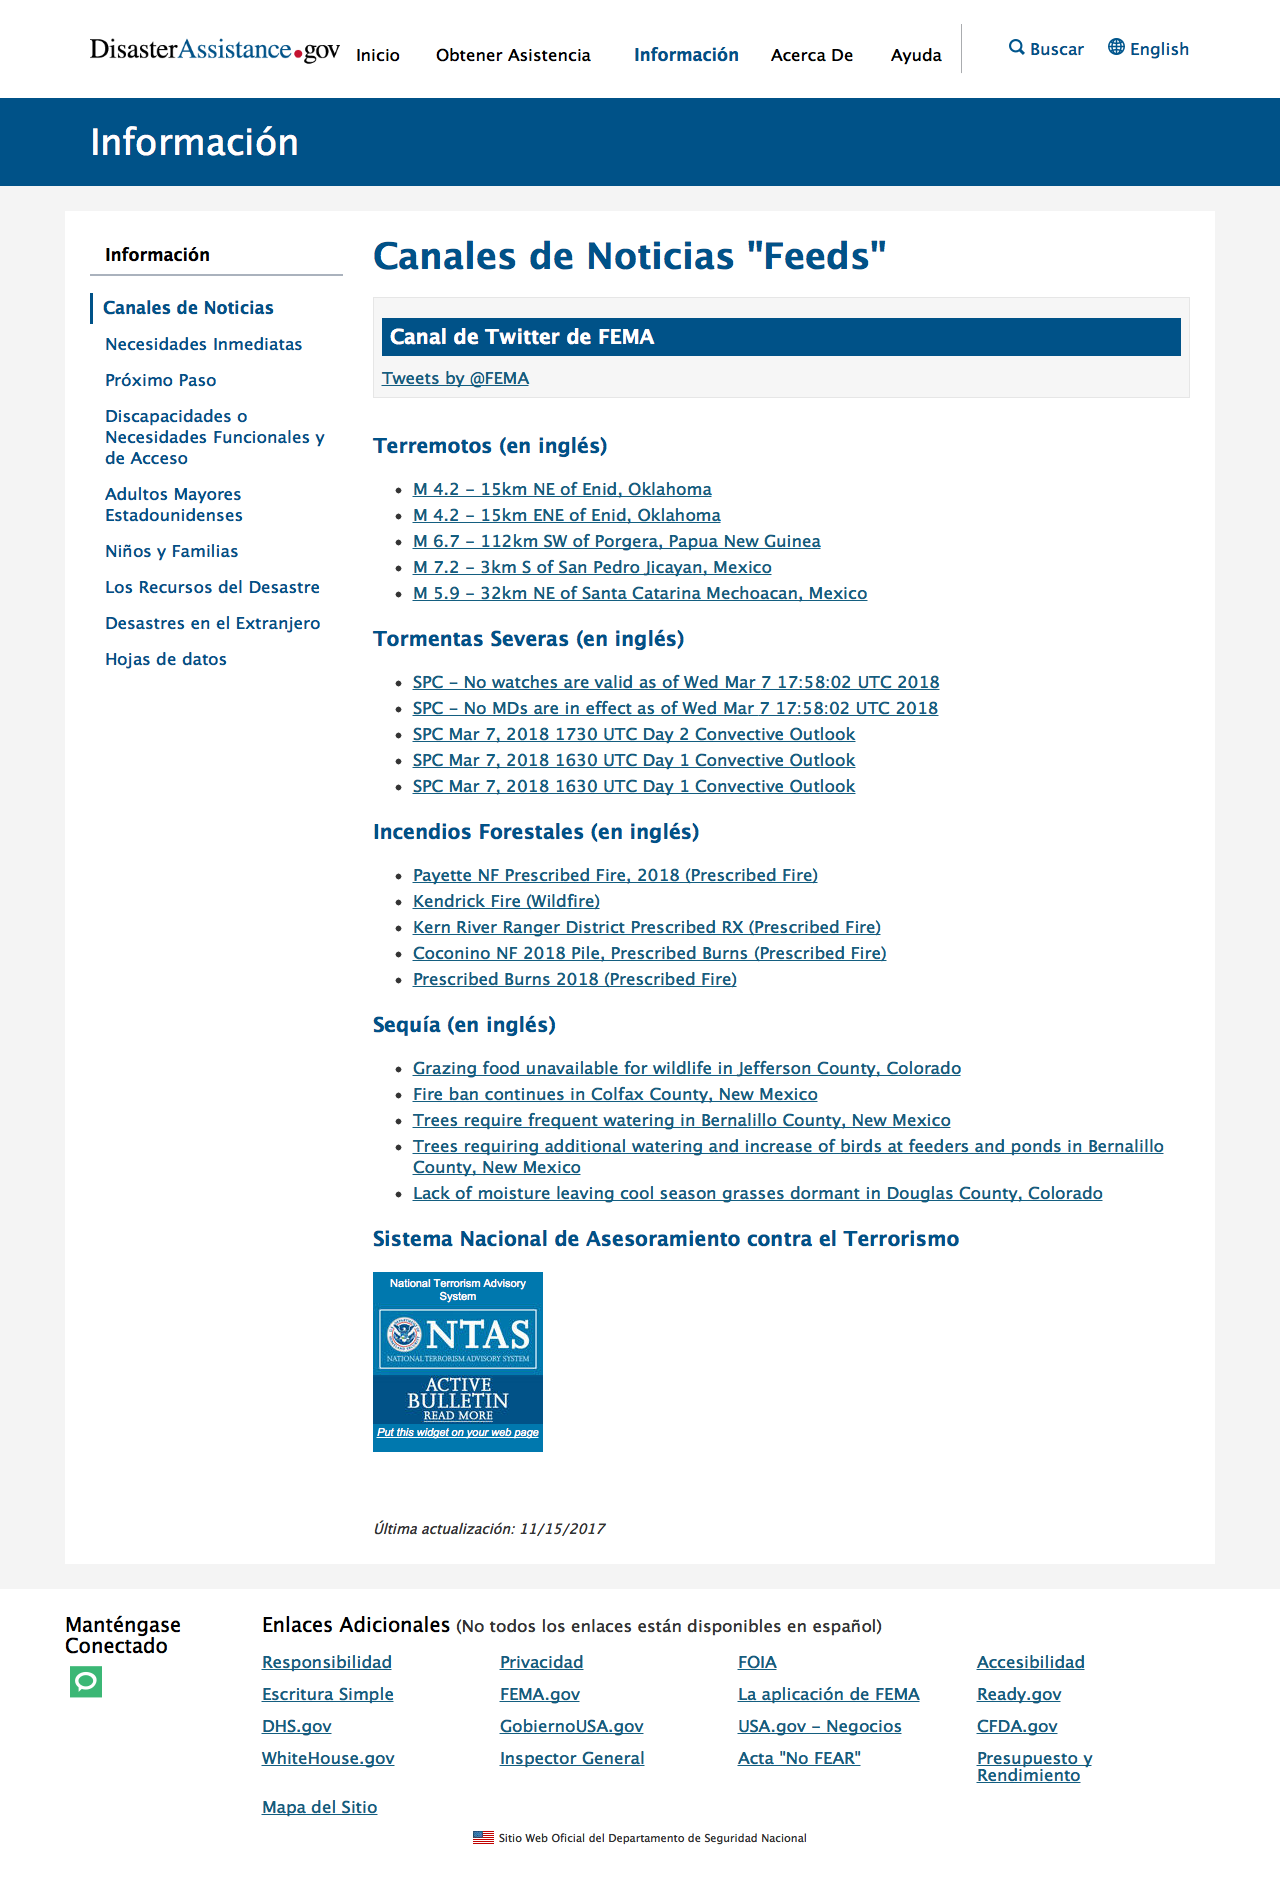 DisasterAssistance.gov
Inicio
Obtener Asistencia
Información
Acerca De
Ayuda
Buscar
English
Información
Información
Canales de Noticias
Necesidades Inmediatas
Próximo Paso
Discapacidades o
Necesidades Funcionales y
de Acceso
Adultos Mayores
Estadounidenses
Niños y Familias
Los Recursos del Desastre
Desastres en el Extranjero
Hojas de datos
Canales de Noticias "Feeds"
Canal de Twitter de FEMA
Tweets by @FEMA
Terremotos (en inglés)
M 4.2 - 15km NE of Enid, Oklahoma
M 4.2 - 15km ENE of Enid, Oklahoma
M 6.7 - 112km SW of Porgera, Papua New Guinea
M 7.2 - 3km S of San Pedro Jicayan, Mexico
M 5.9 - 32km NE of Santa Catarina Mechoacan, Mexico
Tormentas Severas (en inglés)
SPC - No watches are valid as of Wed Mar 7 17:58:02 UTC 2018
SPC - No MDs are in effect as of Wed Mar 7 17:58:02 UTC 2018
SPC Mar 7, 2018 1730 UTC Day 2 Convective Outlook
SPC Mar 7, 2018 1630 UTC Day 1 Convective Outlook
SPC Mar 7, 2018 1630 UTC Day 1 Convective Outlook
Incendios Forestales (en inglés)
Payette NF Prescribed Fire, 2018 (Prescribed Fire)
Kendrick Fire (Wildfire)
Kern River Ranger District Prescribed RX (Prescribed Fire)
Coconino NF 2018 Pile, Prescribed Burns (Prescribed Fire)
Prescribed Burns 2018 (Prescribed Fire)
Sequía (en inglés)
Grazing food unavailable for wildlife in Jefferson County, Colorado
Fire ban continues in Colfax County, New Mexico
Trees require frequent watering in Bernalillo County, New Mexico
Trees requiring additional watering and increase of birds at feeders and ponds in Bernalillo
County, New Mexico
Lack of moisture leaving cool season grasses dormant in Douglas County, Colorado
Sistema Nacional de Asesoramiento contra el Terrorismo
National Terrorism Advisory
System
NTAS
NATIONAL TERRORISM ADVISORY SYSTEM
ACTIVE
BULLETIN
READ MORE
Put this widget on your web page
Última actualización: 11/15/2017
Manténgase
Conectado
Enlaces Adicionales (No todos los enlaces están disponibles en español)
Responsibilidad
Privacidad
FOIA
Accesibilidad
Escritura Simple
FEMA.gov
La aplicación de FEMA
Ready.gov
DHS.gov
GobiernoUSA.gov
USA.gov - Negocios
CFDA.gov
WhiteHouse.gov
Inspector General
Acta "No FEAR"
Presupuesto y
Rendimiento
Mapa del Sitio
Sitio Web Oficial del Departamento de Seguridad Nacional